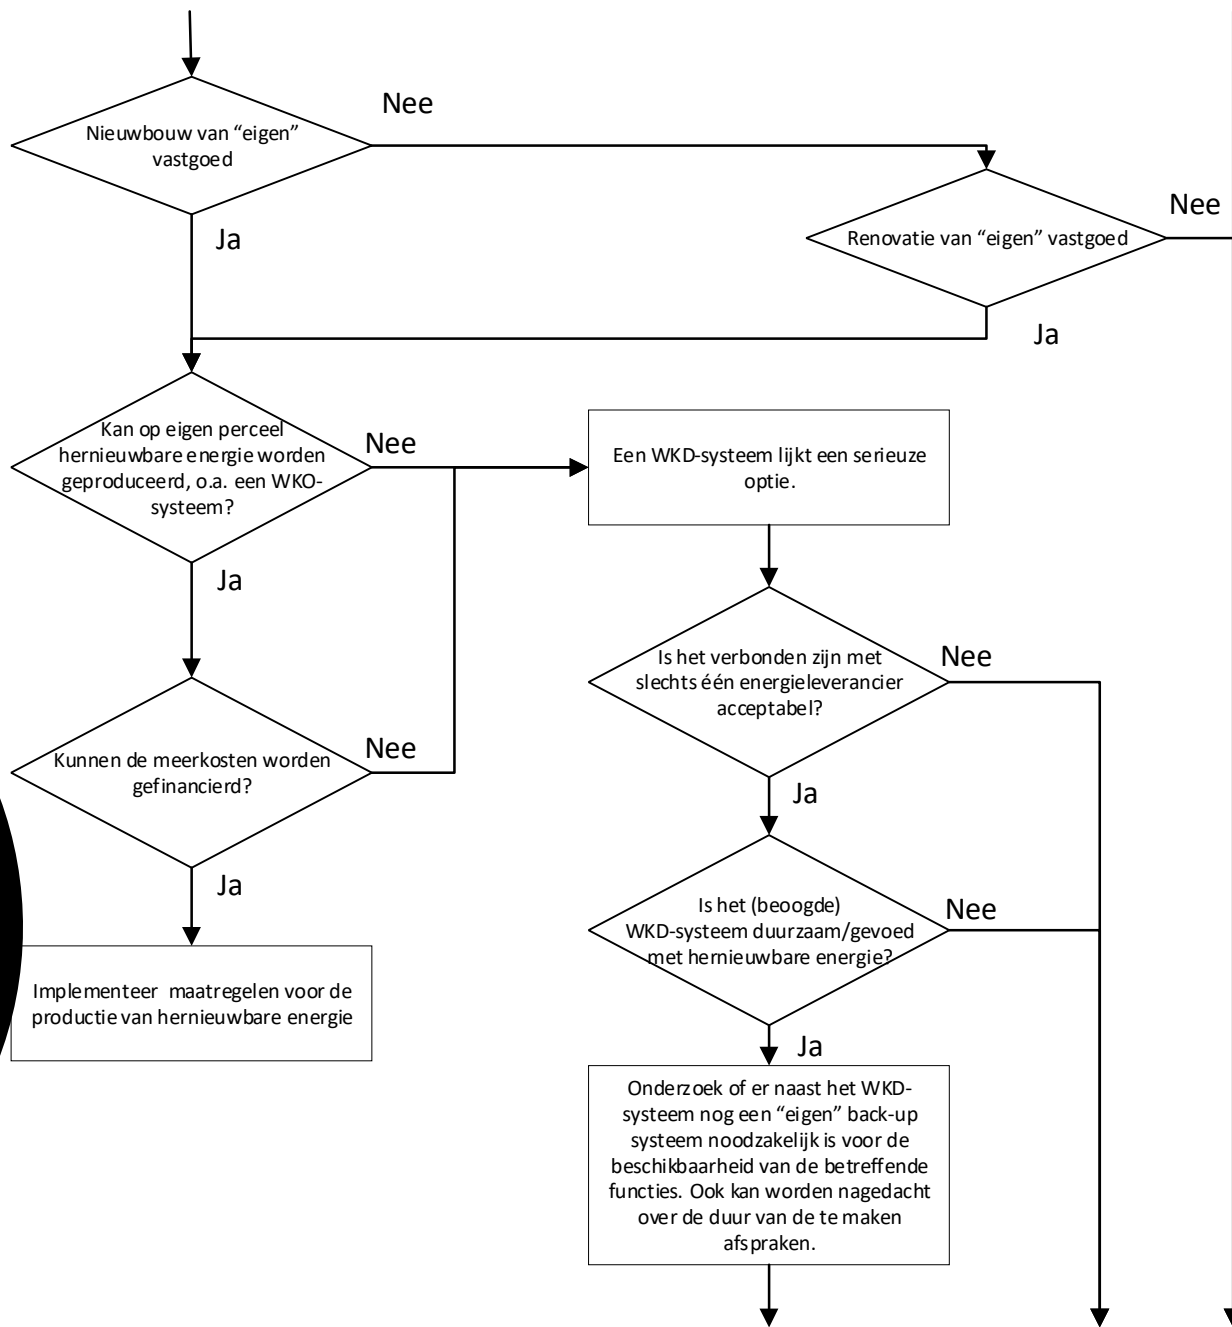 Nee
Nieuwbouw van “eigen”
vastgoed
Nee
Ja
Renovatie van “eigen” vastgoed
Ja
Kan op eigen perceel
hernieuwbare energie worden
geproduceerd, o.a. een WKO-
systeem?
Nee
Een WKD-systeem lijkt een serieuze
optie.
Ja
Is het verbonden zijn met
slechts één energieleverancier
acceptabel?
Nee
Kunnen de meerkosten worden
gefinancierd?
Nee
Ja
Ja
Is het (beoogde)
WKD-systeem duurzaam/gevoed
met hernieuwbare energie?
Nee
Implementeer maatregelen voor de
productie van hernieuwbare energie
Ja
Onderzoek of er naast het WKD-
systeem nog een “eigen” back-up
systeem noodzakelijk is voor de
beschikbaarheid van de betreffende
functies. Ook kan worden nagedacht
over de duur van de te maken
afspraken.